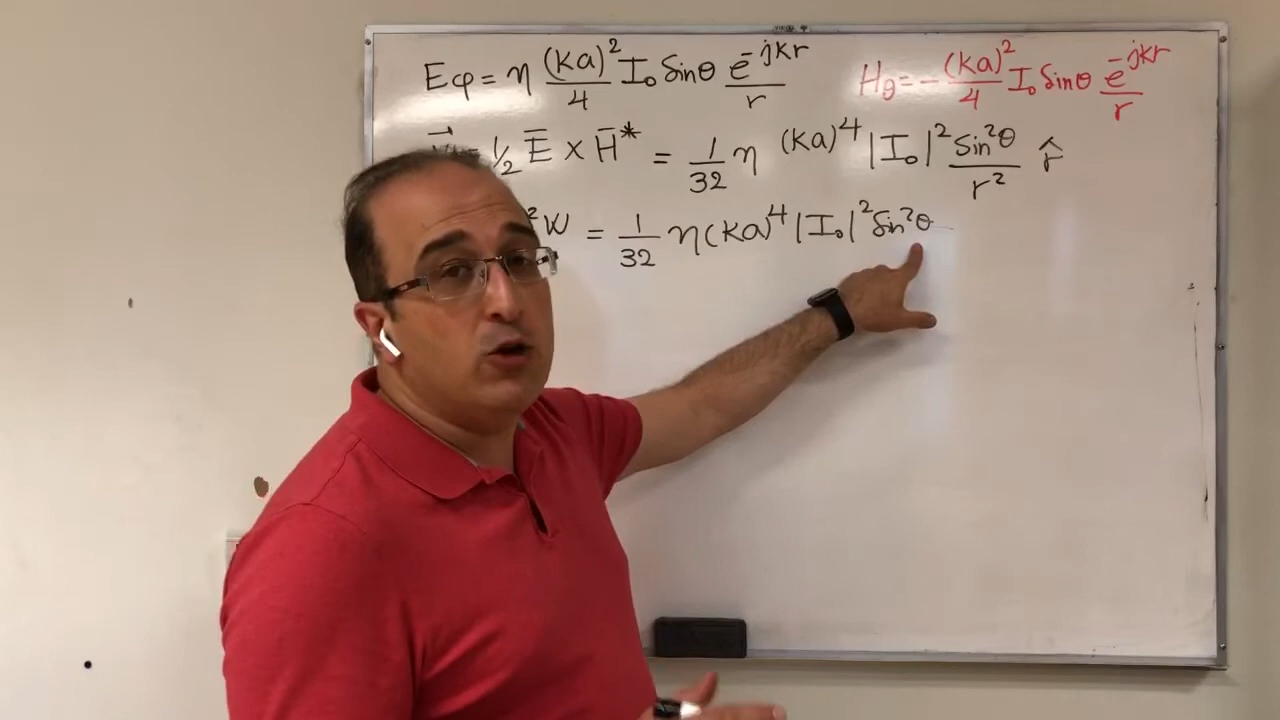 Eφ = η (ka)²/4 I₀ Sinθ e^-jkr/r
Hθ = - (ka)²/4 I₀ Sinθ e^-jkr/r
1/2 E̅ × H̅* = 1/32 η (ka)⁴ |I₀|² Sin²θ/r² r̂
²W = 1/32 η (ka)⁴ |I₀|² Sin²θ